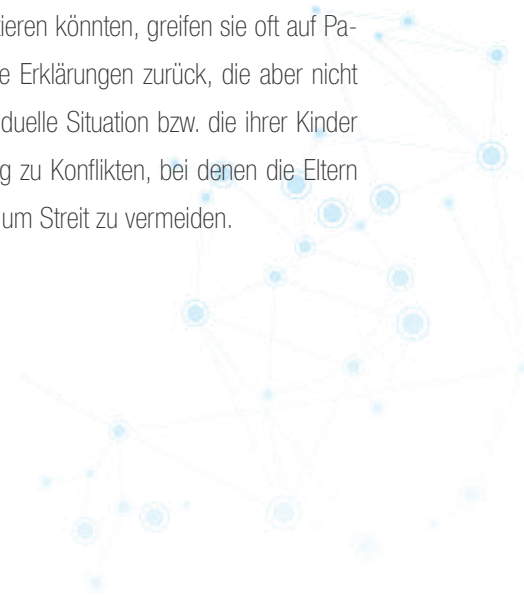 tieren könnten, greifen sie oft auf Pa-
e Erklärungen zurück, die aber nicht
duelle Situation bzw. die ihrer Kinder
g zu Konflikten, bei denen die Eltern
um Streit zu vermeiden.